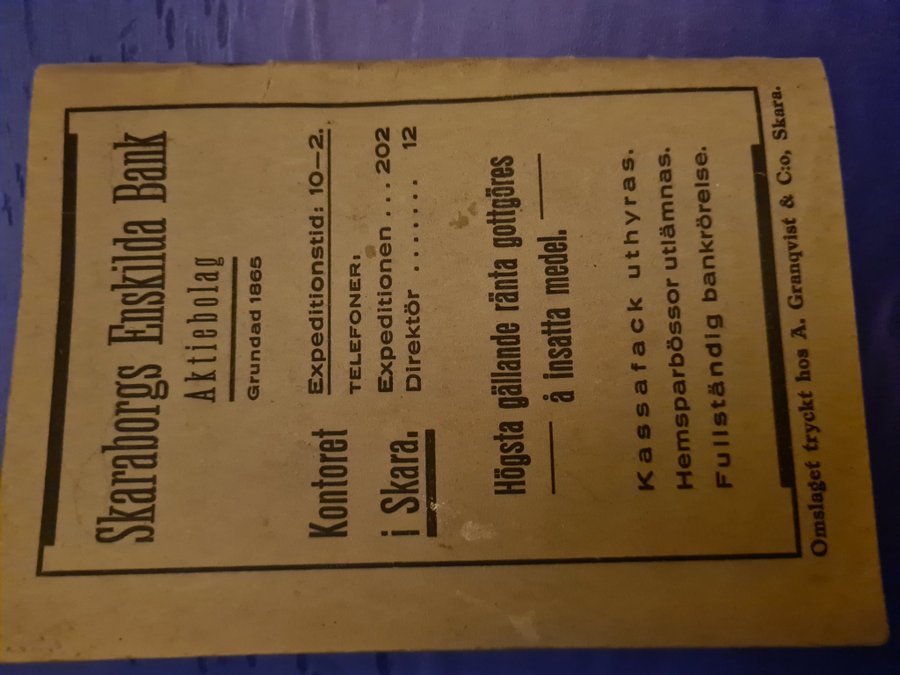 Skaraborgs Enskilda Bank
Aktiebolag
Grundad 1865
Kontoret
i Skara.
Expeditionstid: 10—2.
TELEFONER:
Expeditionen . . . 202
Direktör . . . . . . . 12
Högsta gällande ränta gottgöres
å insatta medel.
Kassafack uthyras.
Hemsparbössor utlämnas.
Fullständig bankrörelse.
Omslaget tryckt hos A. Granqvist & C:o, Skara.